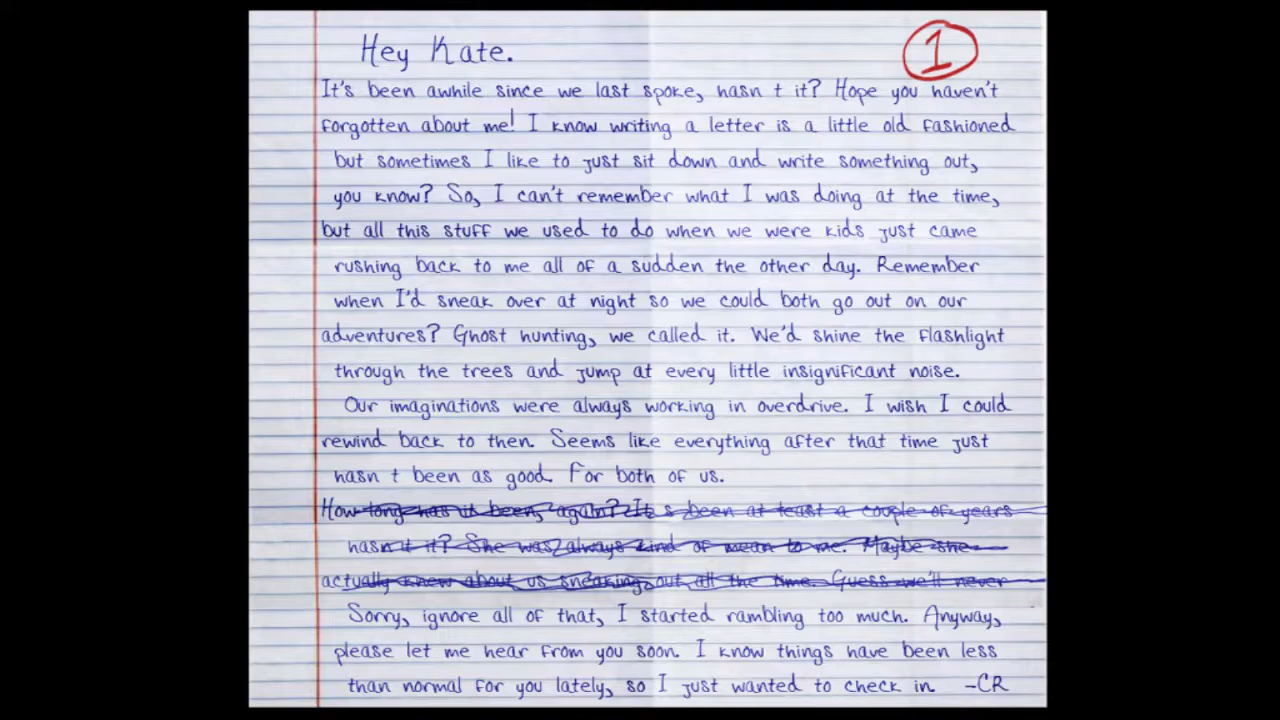 Hey Kate.
1
It's been awhile since we last spoke, hasn t it? Hope you haven't
forgotten about me! I know writing a letter is a little old fashioned
but sometimes I like to just sit down and write something out,
you know? So, I can't remember what I was doing at the time,
but all this stuff we used to do when we were kids just came
rushing back to me all of a sudden the other day. Remember
when I'd sneak over at night so we could both go out on our
adventures? Ghost hunting, we called it. We'd shine the flashlight
through the trees and jump at every little insignificant noise.
Our imaginations were always working in overdrive. I wish I could
rewind back to then. Seems like everything after that time just
hasn t been as good. For both of us.
How long has it been, again? It s been at least a couple of years
hasn t it? She was always kind of mean to me. Maybe she
actually knew about us sneaking out all the time. Guess we'll never
Sorry, ignore all of that, I started rambling too much. Anyway,
please let me hear from you soon. I know things have been less
than normal for you lately, so I just wanted to check in. -CR